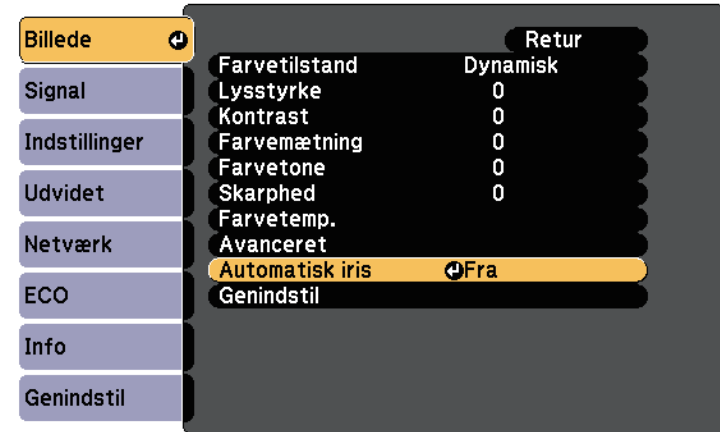 Billede
Signal
Indstillinger
Udvidet
Netværk
ECO
Info
Genindstil
Retur
Farvetilstand Dynamisk
Lysstyrke 0
Kontrast 0
Farvemætning 0
Farvetone 0
Skarphed 0
Farvetemp.
Avanceret
Automatisk iris Fra
Genindstil